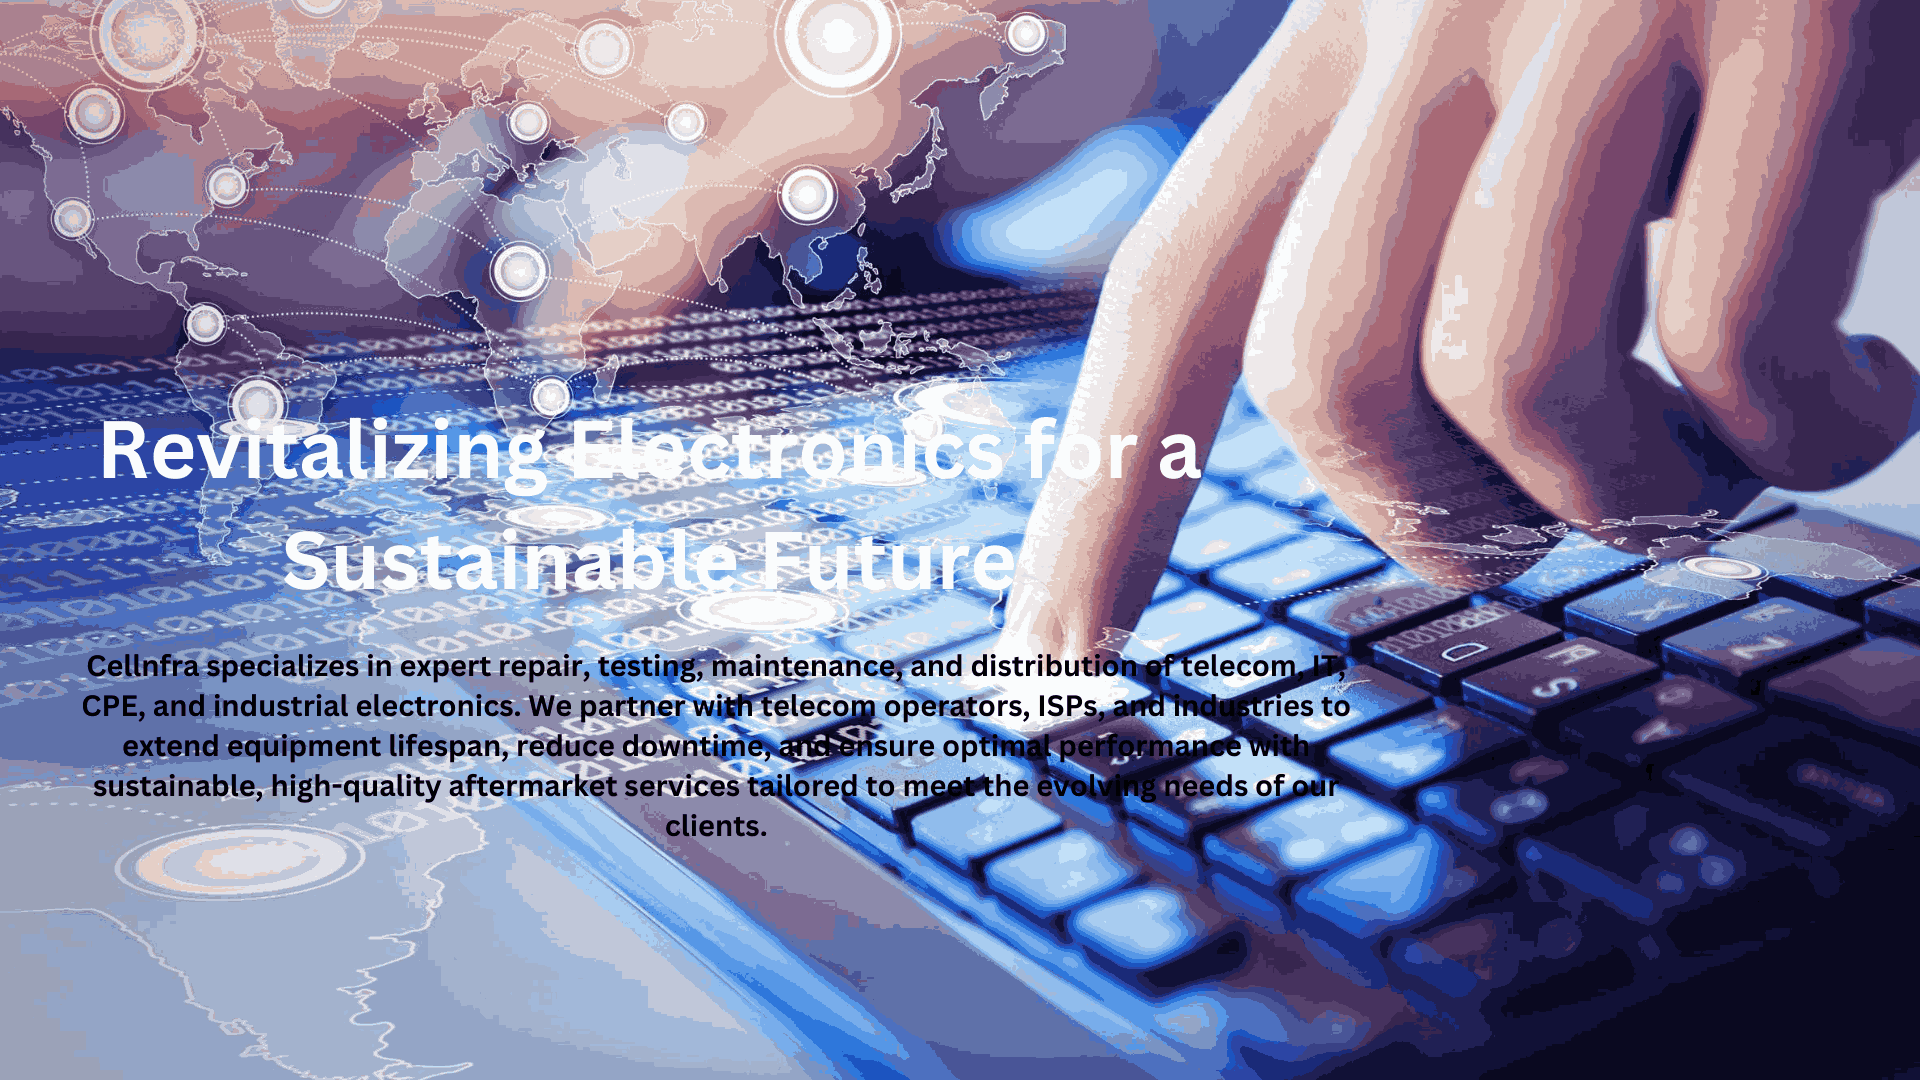 Revitalizing Electronics for a
Sustainable Future
Cellnfra specializes in expert repair, testing, maintenance, and distribution of telecom, IT,
CPE, and industrial electronics. We partner with telecom operators, ISPs, and industries to
extend equipment lifespan, reduce downtime, and ensure optimal performance with
sustainable, high-quality aftermarket services tailored to meet the evolving needs of our
clients.